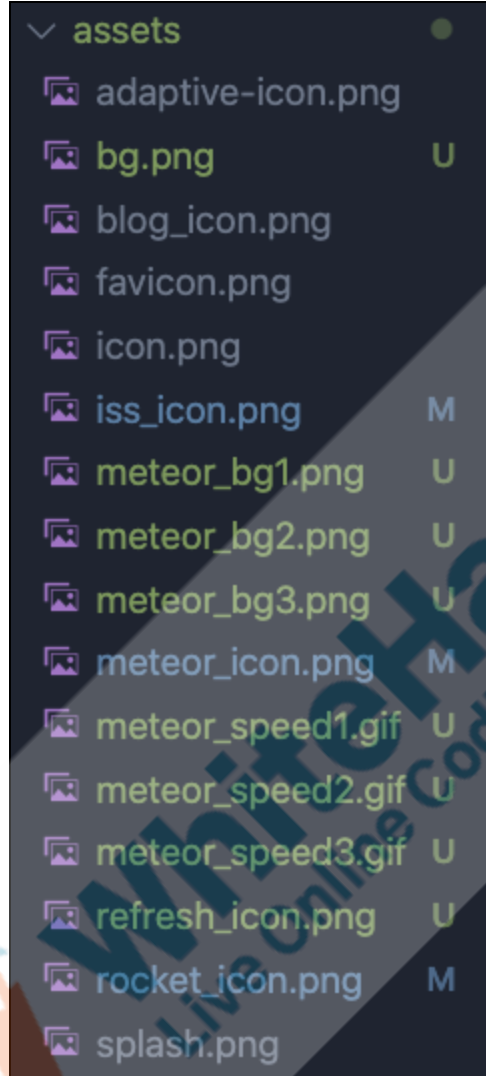 assets
adaptive-icon.png
bg.png U
blog_icon.png
favicon.png
icon.png
iss_icon.png M
meteor_bg1.png U
meteor_bg2.png U
meteor_bg3.png U
meteor_icon.png M
meteor_speed1.gif U
meteor_speed2.gif U
meteor_speed3.gif U
refresh_icon.png U
rocket_icon.png M
splash.png
WhiteHa
Live Online Codi